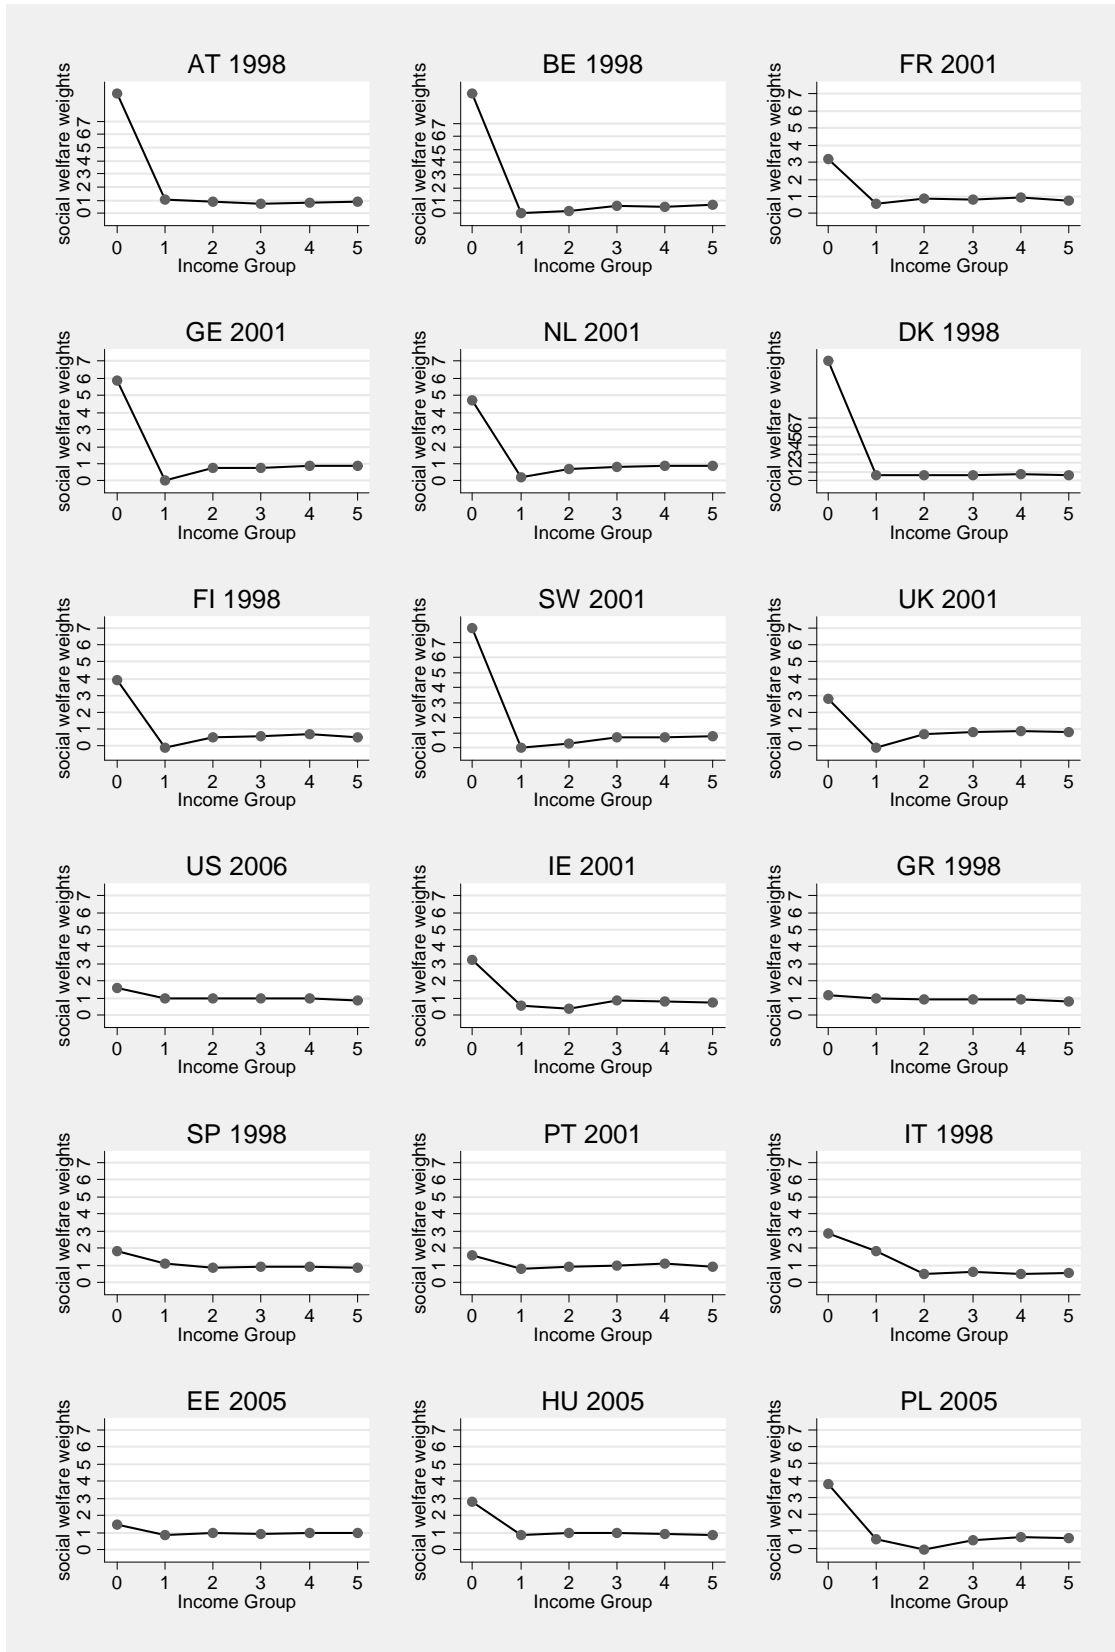 AT 1998
social welfare weights
0 1 2 3 4 5 6 7
0 1 2 3 4 5
Income Group
BE 1998
social welfare weights
0 1 2 3 4 5 6 7
0 1 2 3 4 5
Income Group
FR 2001
social welfare weights
0 1 2 3 4 5 6 7
0 1 2 3 4 5
Income Group
GE 2001
social welfare weights
0 1 2 3 4 5 6 7
0 1 2 3 4 5
Income Group
NL 2001
social welfare weights
0 1 2 3 4 5 6 7
0 1 2 3 4 5
Income Group
DK 1998
social welfare weights
0 1 2 3 4 5 6 7
0 1 2 3 4 5
Income Group
FI 1998
social welfare weights
0 1 2 3 4 5 6 7
0 1 2 3 4 5
Income Group
SW 2001
social welfare weights
0 1 2 3 4 5 6 7
0 1 2 3 4 5
Income Group
UK 2001
social welfare weights
0 1 2 3 4 5 6 7
0 1 2 3 4 5
Income Group
US 2006
social welfare weights
0 1 2 3 4 5 6 7
0 1 2 3 4 5
Income Group
IE 2001
social welfare weights
0 1 2 3 4 5 6 7
0 1 2 3 4 5
Income Group
GR 1998
social welfare weights
0 1 2 3 4 5 6 7
0 1 2 3 4 5
Income Group
SP 1998
social welfare weights
0 1 2 3 4 5 6 7
0 1 2 3 4 5
Income Group
PT 2001
social welfare weights
0 1 2 3 4 5 6 7
0 1 2 3 4 5
Income Group
IT 1998
social welfare weights
0 1 2 3 4 5 6 7
0 1 2 3 4 5
Income Group
EE 2005
social welfare weights
0 1 2 3 4 5 6 7
0 1 2 3 4 5
Income Group
HU 2005
social welfare weights
0 1 2 3 4 5 6 7
0 1 2 3 4 5
Income Group
PL 2005
social welfare weights
0 1 2 3 4 5 6 7
0 1 2 3 4 5
Income Group